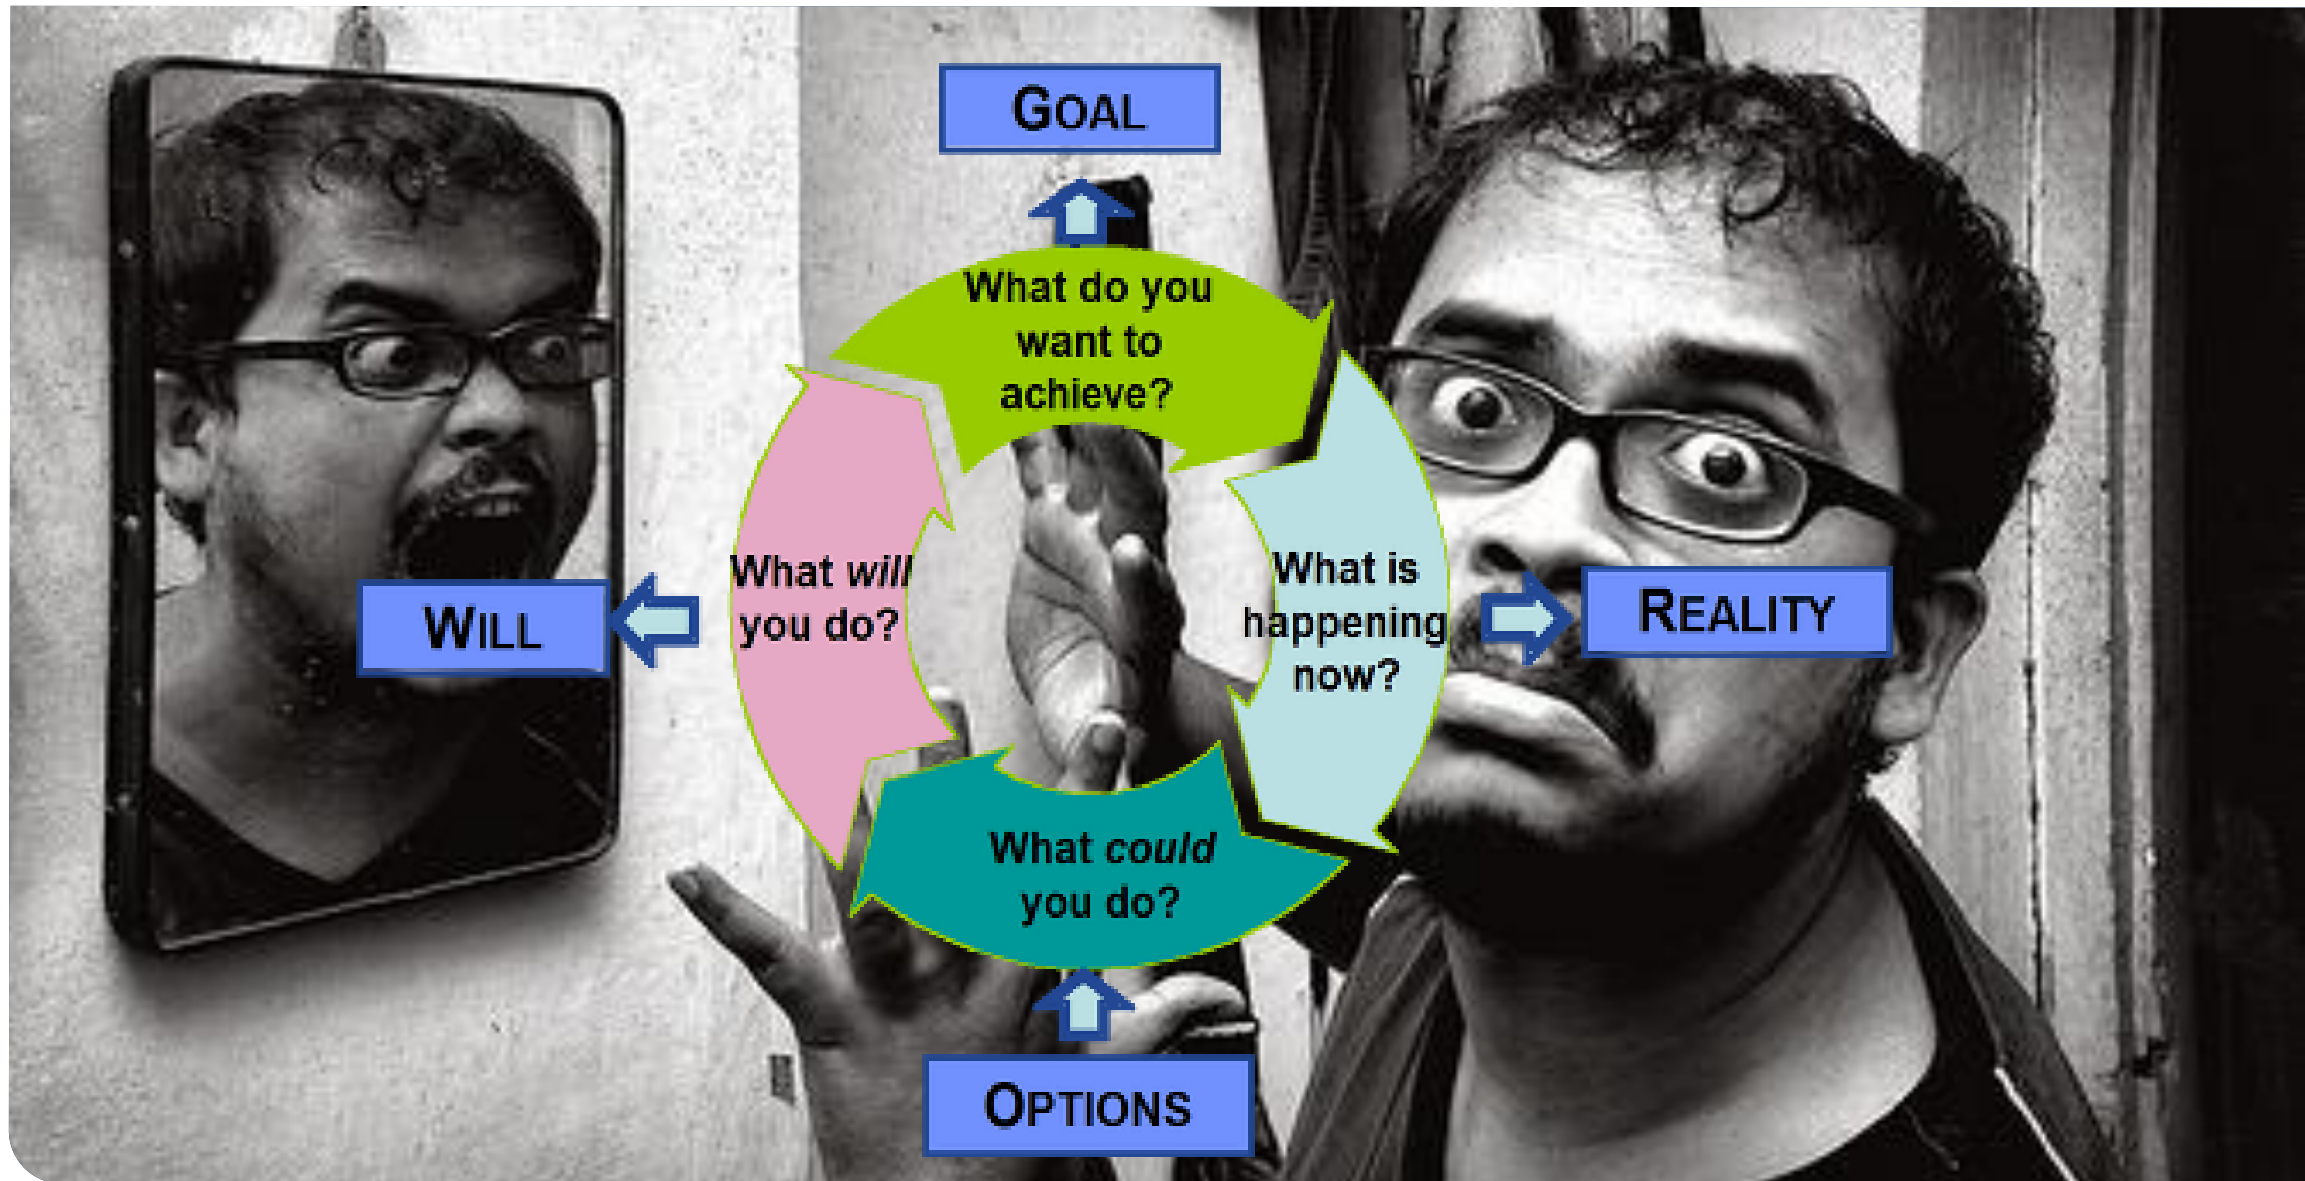 GOAL
What do you
want to
achieve?
What is
happening
now?
REALITY
What could
you do?
OPTIONS
What will
you do?
WILL